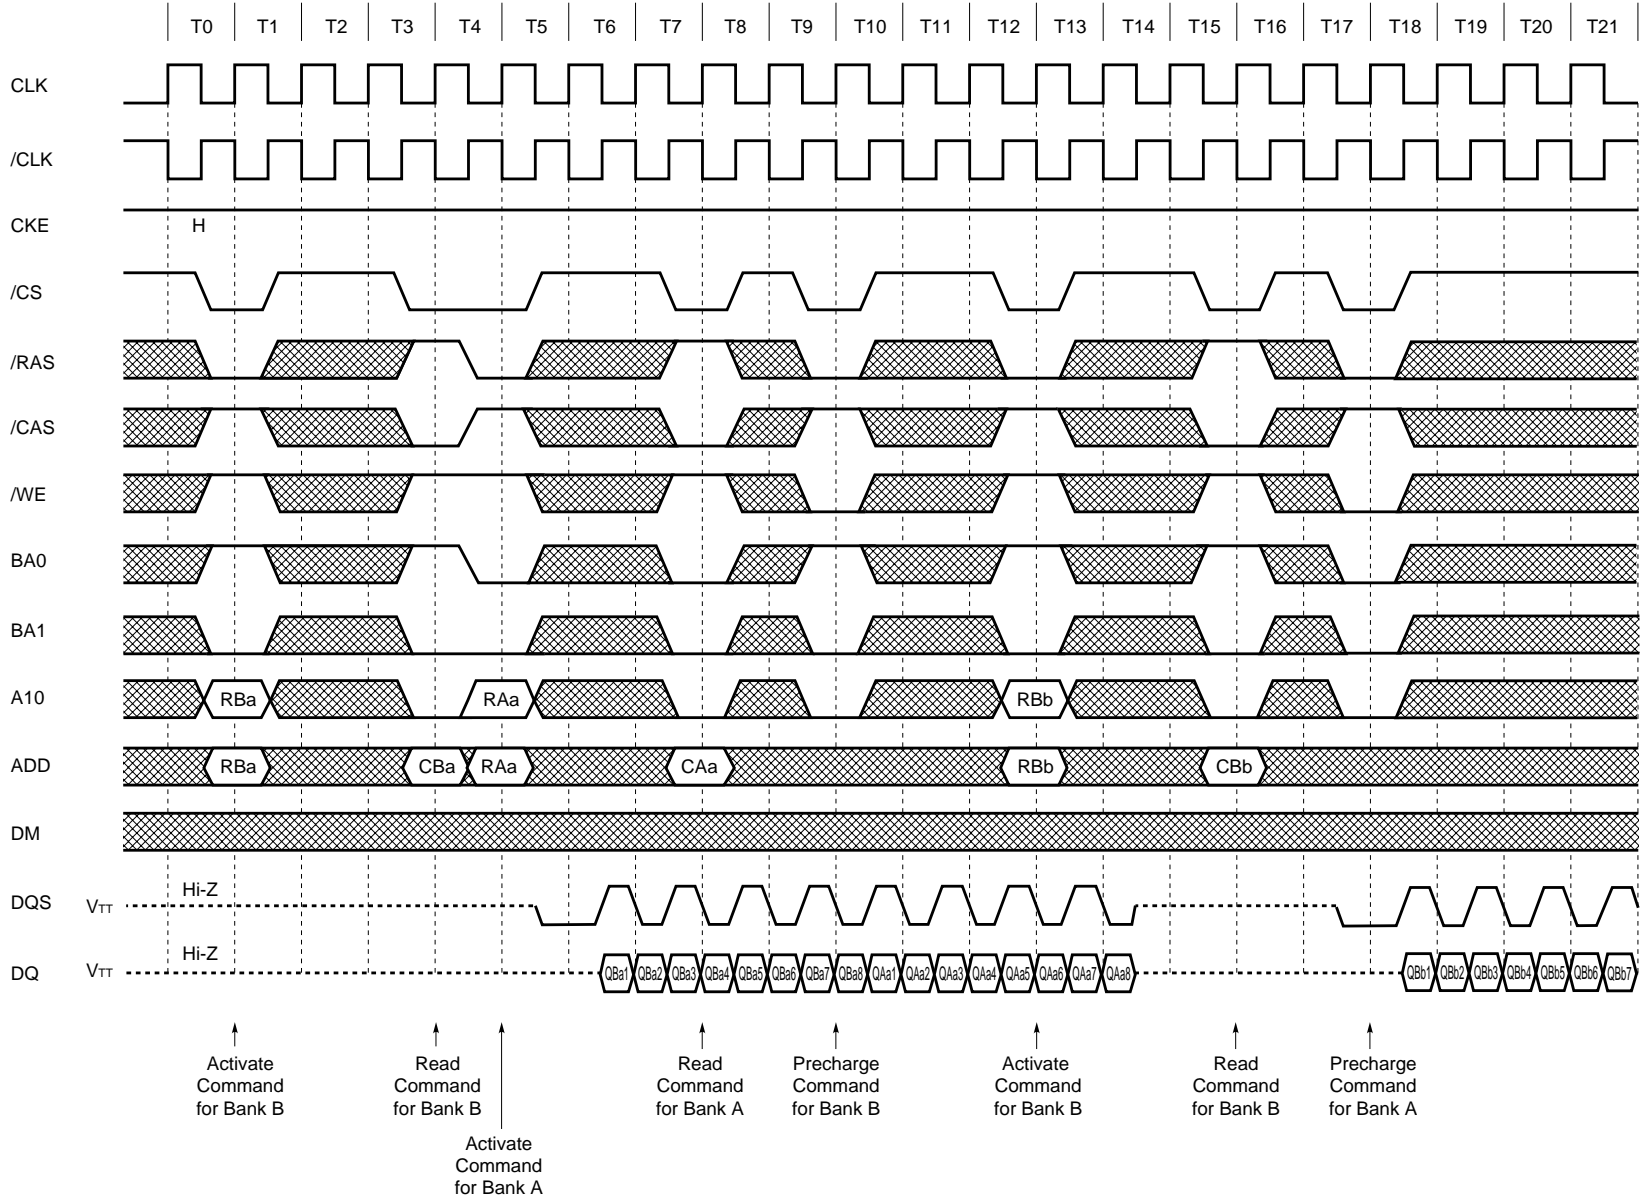 T0 T1 T2 T3 T4 T5 T6 T7 T8 T9 T10 T11 T12 T13 T14 T15 T16 T17 T18 T19 T20 T21
CLK
/CLK
CKE H
/CS
/RAS
/CAS
/WE
BA0
BA1
A10 RBa RAa RBb
ADD RBa CBa RAa CAa RBb CBb
DM
Hi-Z
DQS VTT
Hi-Z
DQ VTT QBa1 QBa2 QBa3 QBa4 QBa5 QBa6 QBa7 QBa8 QAa1 QAa2 QAa3 QAa4 QAa5 QAa6 QAa7 QAa8 QBb1 QBb2 QBb3 QBb4 QBb5 QBb6 QBb7
Activate
Command
for Bank B
Read
Command
for Bank B
Activate
Command
for Bank A
Read
Command
for Bank A
Precharge
Command
for Bank B
Activate
Command
for Bank B
Read
Command
for Bank B
Precharge
Command
for Bank A